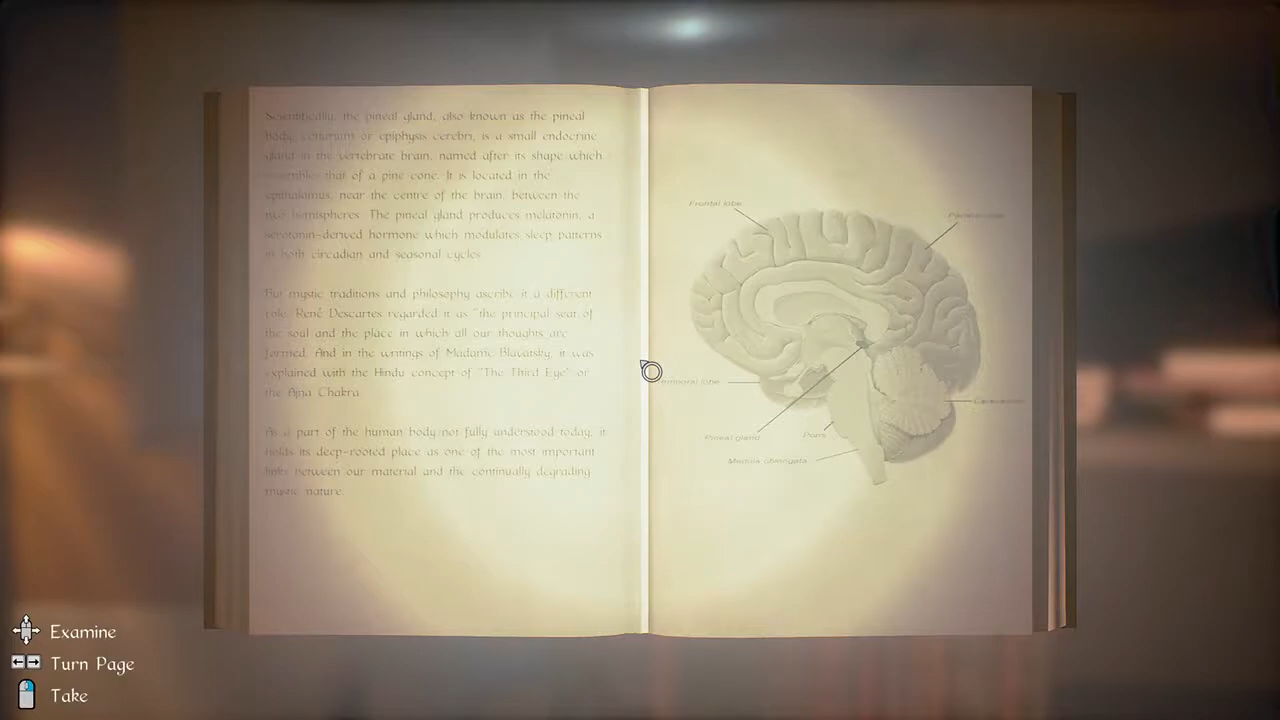 Scientifically, the pineal gland, also known as the pineal
body, conarium or epiphysis cerebri, is a small endocrine
gland in the vertebrate brain, named after its shape which
resembles that of a pine cone. It is located in the
epithalamus, near the centre of the brain, between the
two hemispheres. The pineal gland produces melatonin, a
serotonin-derived hormone which modulates sleep patterns
in both circadian and seasonal cycles.
But mystic traditions and philosophy ascribe it a different
role. René Descartes regarded it as "the principal seat of
the soul and the place in which all our thoughts are
formed. And in the writings of Madame Blavatsky, it was
explained with the Hindu concept of "The Third Eye" or
the Ajna Chakra.
As a part of the human body not fully understood today, it
holds its deep-rooted place as one of the most important
links between our material and the continually degrading
mystic nature.
Frontal lobe
Temporal lobe
Pineal gland
Pons
Medulla oblongata
Examine
Turn Page
Take